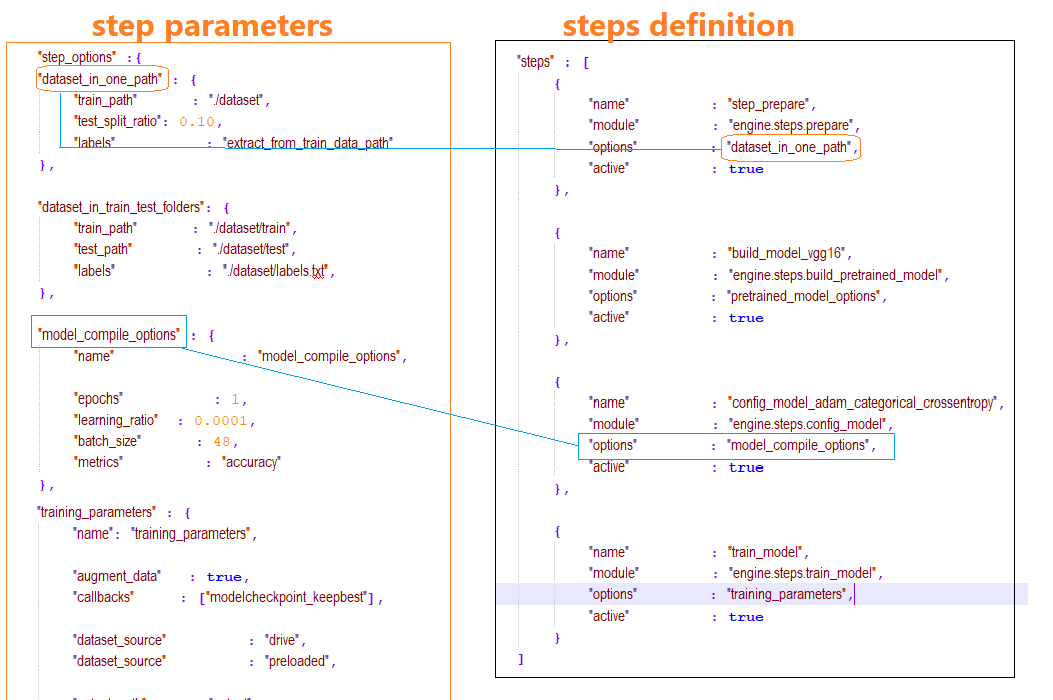 step parameters
"step_options" :{
"dataset_in_one_path" : {
"train_path" : "./dataset",
"test_split_ratio": 0.10,
"labels" : "extract_from_train_data_path"
},
"dataset_in_train_test_folders": {
"train_path" : "./dataset/train",
"test_path" : "./dataset/test",
"labels" : "./dataset/labels.txt",
},
"model_compile_options" : {
"name" : "model_compile_options",
"epochs" : 1,
"learning_ratio" : 0.0001,
"batch_size" : 48,
"metrics" : "accuracy"
},
"training_parameters" : {
"name": "training_parameters",
"augment_data" : true,
"callbacks" : ["modelcheckpoint_keepbest"],
"dataset_source" : "drive",
"dataset_source" : "preloaded",
steps definition
"steps" : [
{
"name" : "step_prepare",
"module" : "engine.steps.prepare",
"options" : "dataset_in_one_path",
"active" : true
},
{
"name" : "build_model_vgg16",
"module" : "engine.steps.build_pretrained_model",
"options" : "pretrained_model_options",
"active" : true
},
{
"name" : "config_model_adam_categorical_crossentropy",
"module" : "engine.steps.config_model",
"options" : "model_compile_options",
"active" : true
},
{
"name" : "train_model",
"module" : "engine.steps.train_model",
"options" : "training_parameters",
"active" : true
}
]